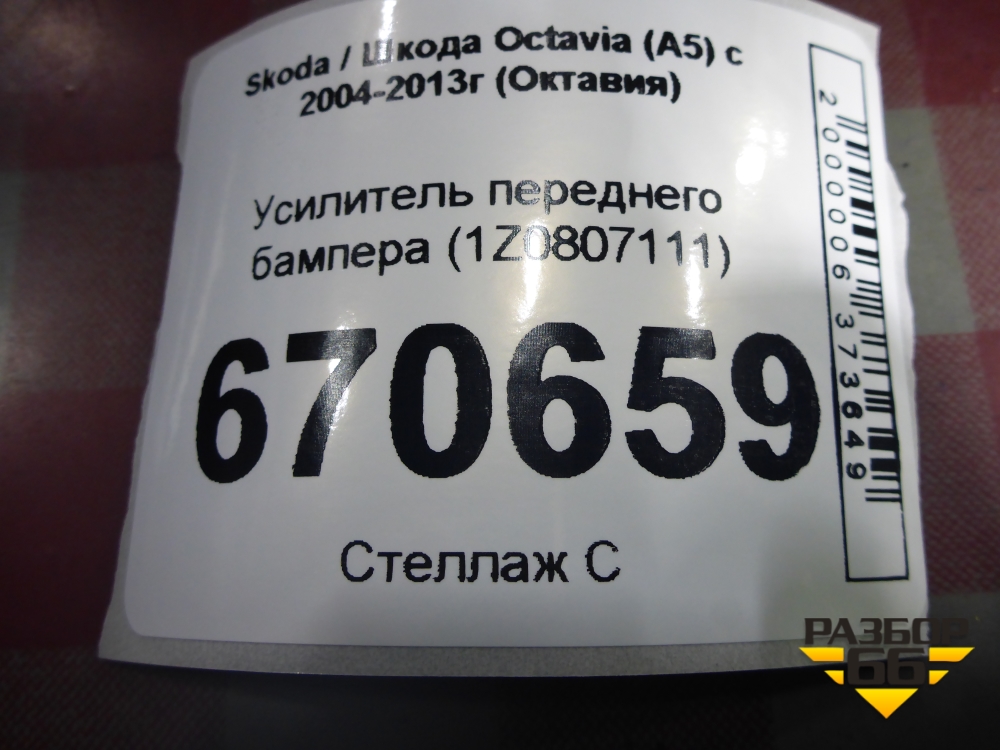 Skoda / Шкода Octavia (A5) с
2004-2013г (Октавия)
Усилитель переднего
бампера (1Z0807111)
670659
Стеллаж С
2000006373649
РАЗБОР
66